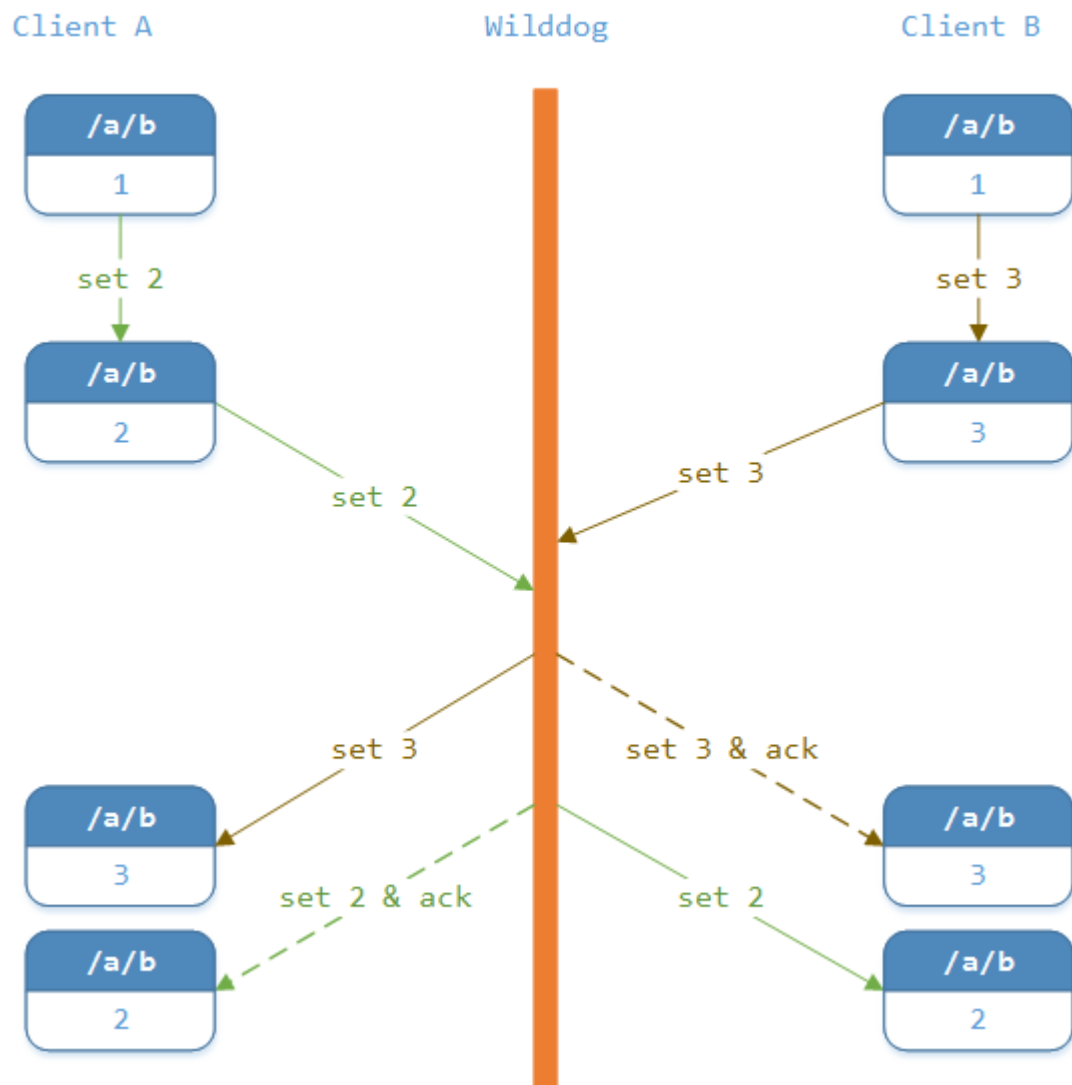 Client A
Wilddog
Client B
/a/b
1
/a/b
1
set 2
set 3
/a/b
2
/a/b
3
set 2
set 3
set 3
set 3 & ack
/a/b
3
/a/b
3
set 2 & ack
set 2
/a/b
2
/a/b
2